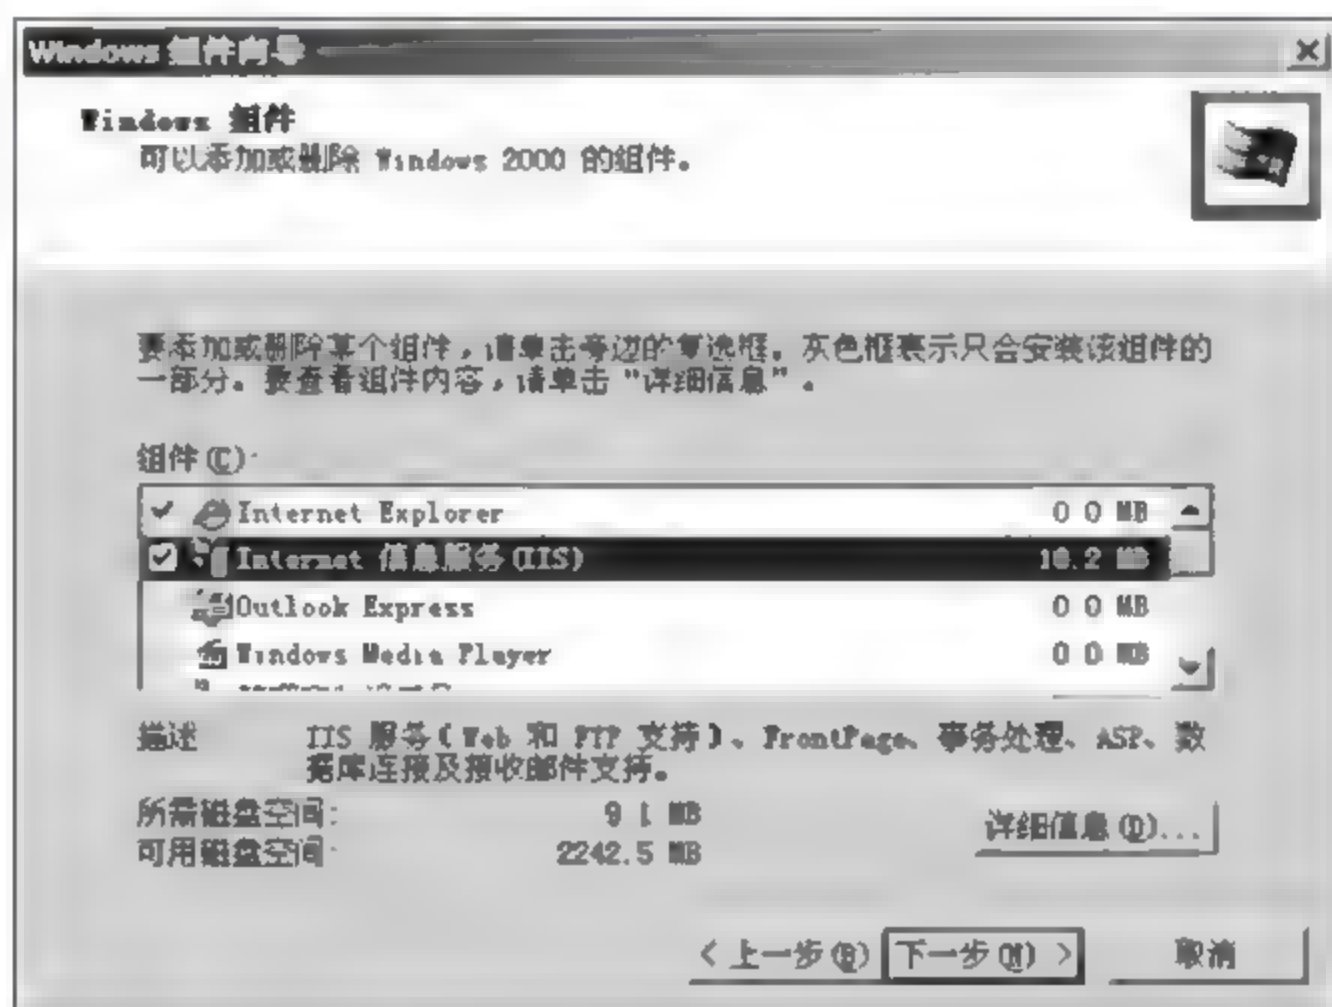 Windows 组件向导
Windows 组件
可以添加或删除 Windows 2000 的组件。
要添加或删除某个组件，请单击旁边的复选框。灰色框表示只会安装该组件的
一部分。要查看组件内容，请单击“详细信息”。
组件(C):
Internet Explorer 0 0 MB
Internet 信息服务(IIS) 18.2 MB
Outlook Express 0 0 MB
Windows Media Player 0 0 MB
描述 IIS 服务(Web 和 FTP 支持)、FrontPage、事务处理、ASP、数
据库连接及接收邮件支持。
所需磁盘空间: 9 1 MB
可用磁盘空间: 2242.5 MB
详细信息(D)...
< 上一步(B) 下一步(N) > 取消